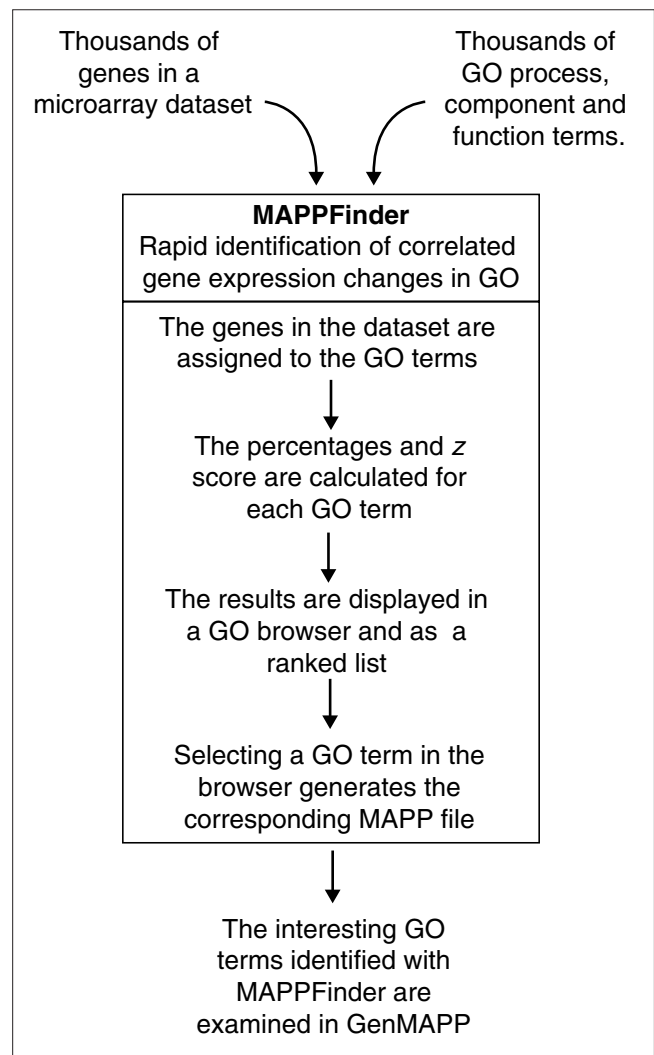 Thousands of
genes in a
microarray dataset
Thousands of
GO process,
component and
function terms.
MAPPFinder
Rapid identification of correlated
gene expression changes in GO
The genes in the dataset are
assigned to the GO terms
The percentages and z
score are calculated for
each GO term
The results are displayed in
a GO browser and as a
ranked list
Selecting a GO term in the
browser generates the
corresponding MAPP file
The interesting GO
terms identified with
MAPPFinder are
examined in GenMAPP